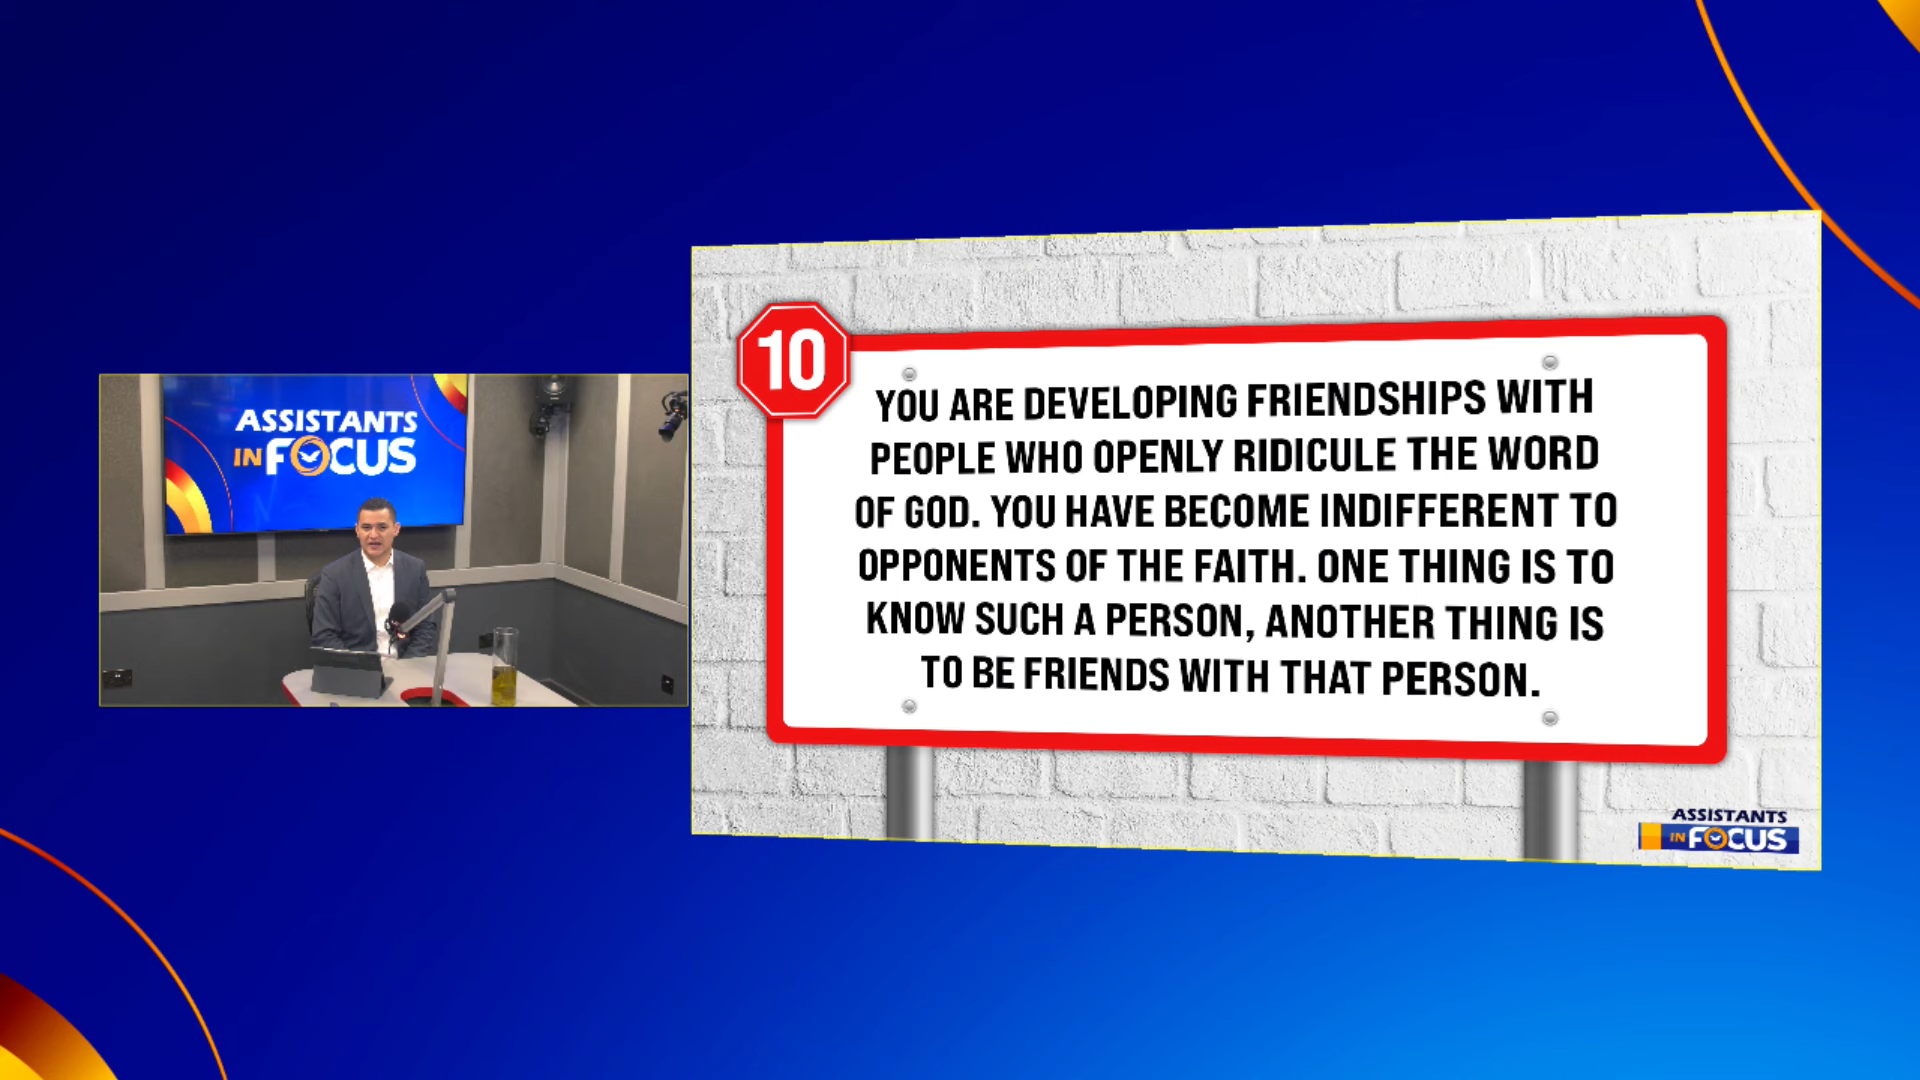 ASSISTANTS
IN FOCUS
10
YOU ARE DEVELOPING FRIENDSHIPS WITH
PEOPLE WHO OPENLY RIDICULE THE WORD
OF GOD. YOU HAVE BECOME INDIFFERENT TO
OPPONENTS OF THE FAITH. ONE THING IS TO
KNOW SUCH A PERSON, ANOTHER THING IS
TO BE FRIENDS WITH THAT PERSON.
ASSISTANTS
IN FOCUS